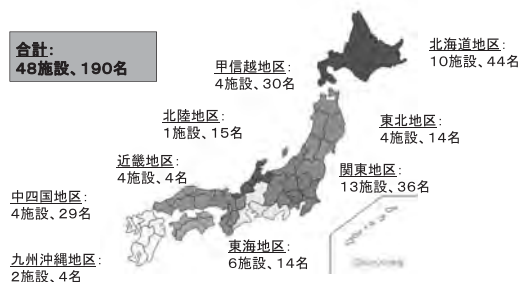 合計:
48施設、190名
北海道地区:
10施設、44名
甲信越地区:
4施設、30名
北陸地区:
1施設、15名
東北地区:
4施設、14名
近畿地区:
4施設、4名
関東地区:
13施設、36名
中四国地区:
4施設、29名
東海地区:
6施設、14名
九州沖縄地区:
2施設、4名